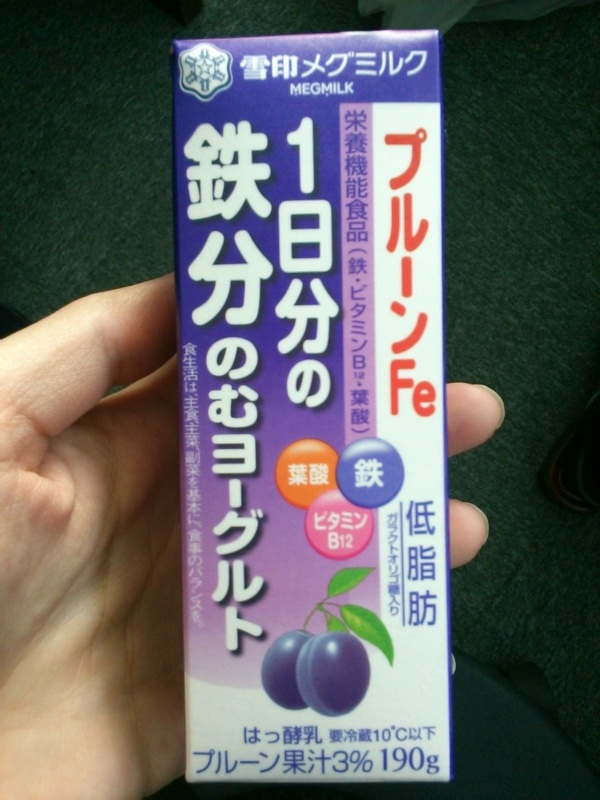 雪印メグミルク
MEGMILK
プルーンFe
栄養機能食品(鉄・ビタミンB12・葉酸)
1日分の
鉄分のむヨーグルト
食生活は、主食、主菜、副菜を基本に、食事のバランスを。
葉酸
鉄
ビタミン
B12
低脂肪
ガラクトオリゴ糖入り
はっ酵乳 要冷蔵10℃以下
プルーン果汁3% 190g